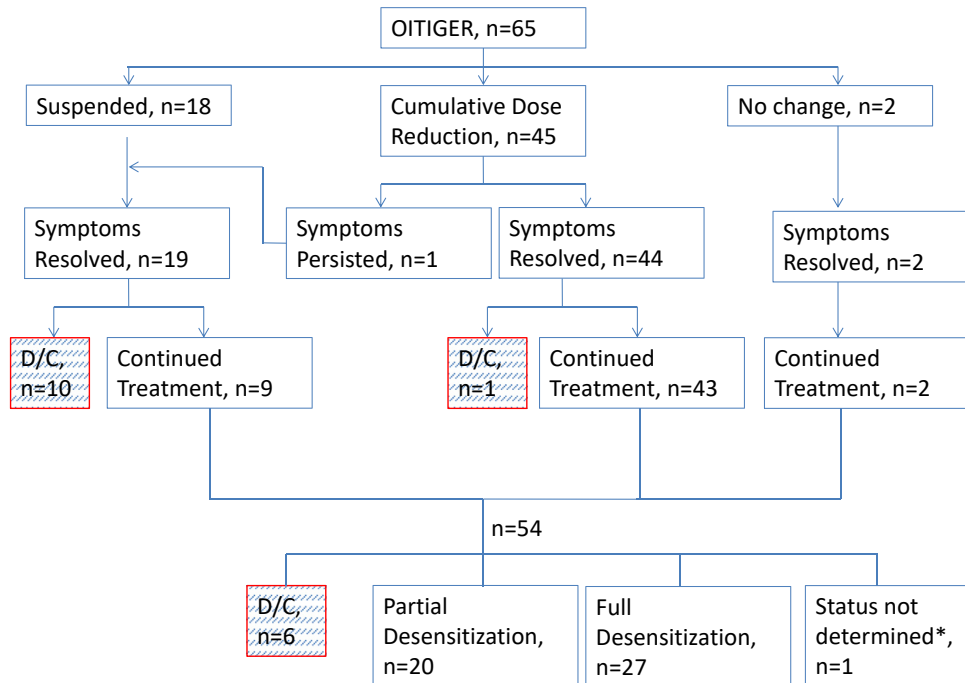 OITIGER, n=65
Suspended, n=18
Cumulative Dose
Reduction, n=45
No change, n=2
Symptoms
Resolved, n=19
Symptoms
Persisted, n=1
Symptoms
Resolved, n=44
Symptoms
Resolved, n=2
D/C,
n=10
Continued
Treatment, n=9
D/C,
n=1
Continued
Treatment, n=43
Continued
Treatment, n=2
n=54
D/C,
n=6
Partial
Desensitization,
n=20
Full
Desensitization,
n=27
Status not
determined*,
n=1